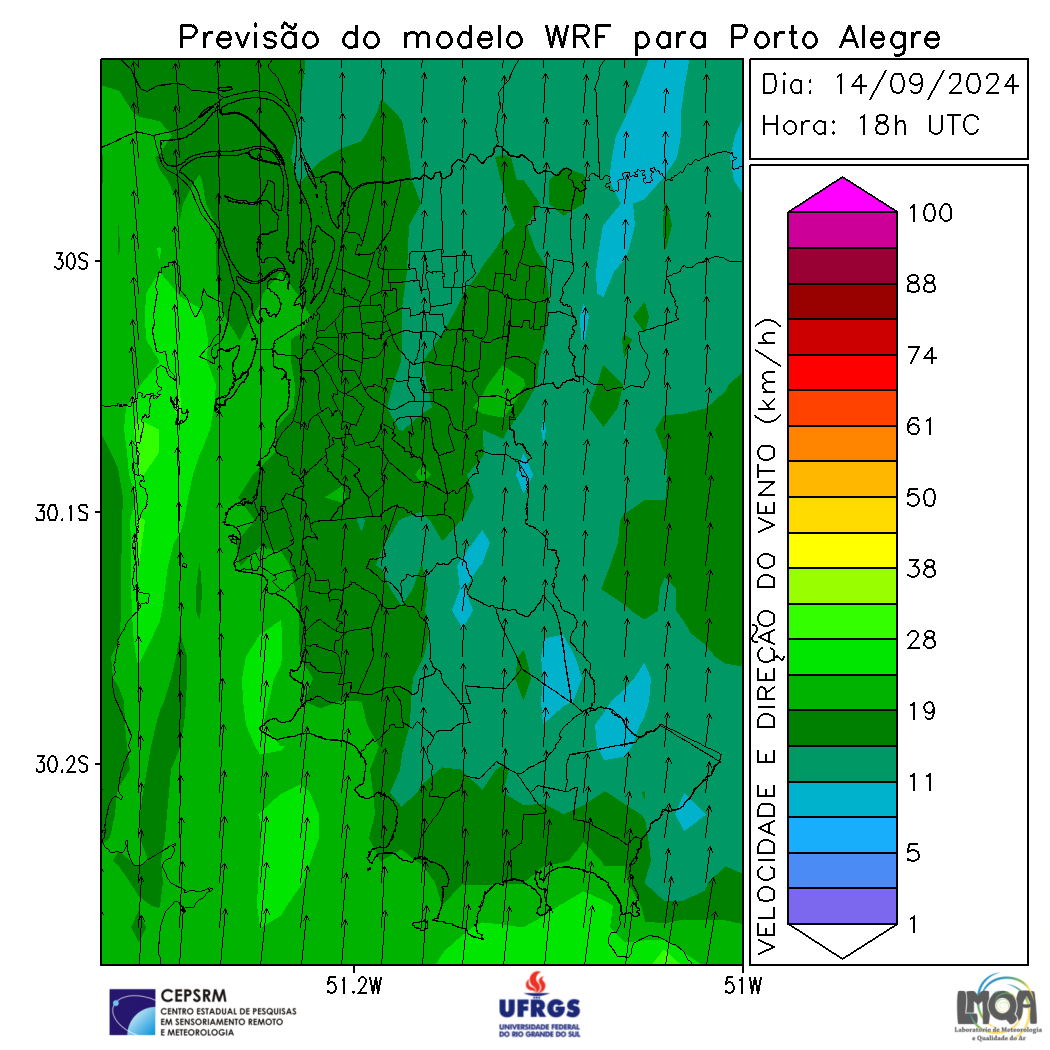 Previsão do modelo WRF para Porto Alegre
Dia: 14/09/2024
Hora: 18h UTC
30S
30.1S
30.2S
51.2W
51W
VELOCIDADE E DIREÇÃO DO VENTO (km/h)
100
88
74
61
50
38
28
19
11
5
1
CEPSRM
CENTRO ESTADUAL DE PESQUISAS
EM SENSORIAMENTO REMOTO
E METEOROLOGIA
UFRGS
UNIVERSIDADE FEDERAL
DO RIO GRANDE DO SUL
LMQA
Laboratório de Meteorologia
e Qualidade do Ar